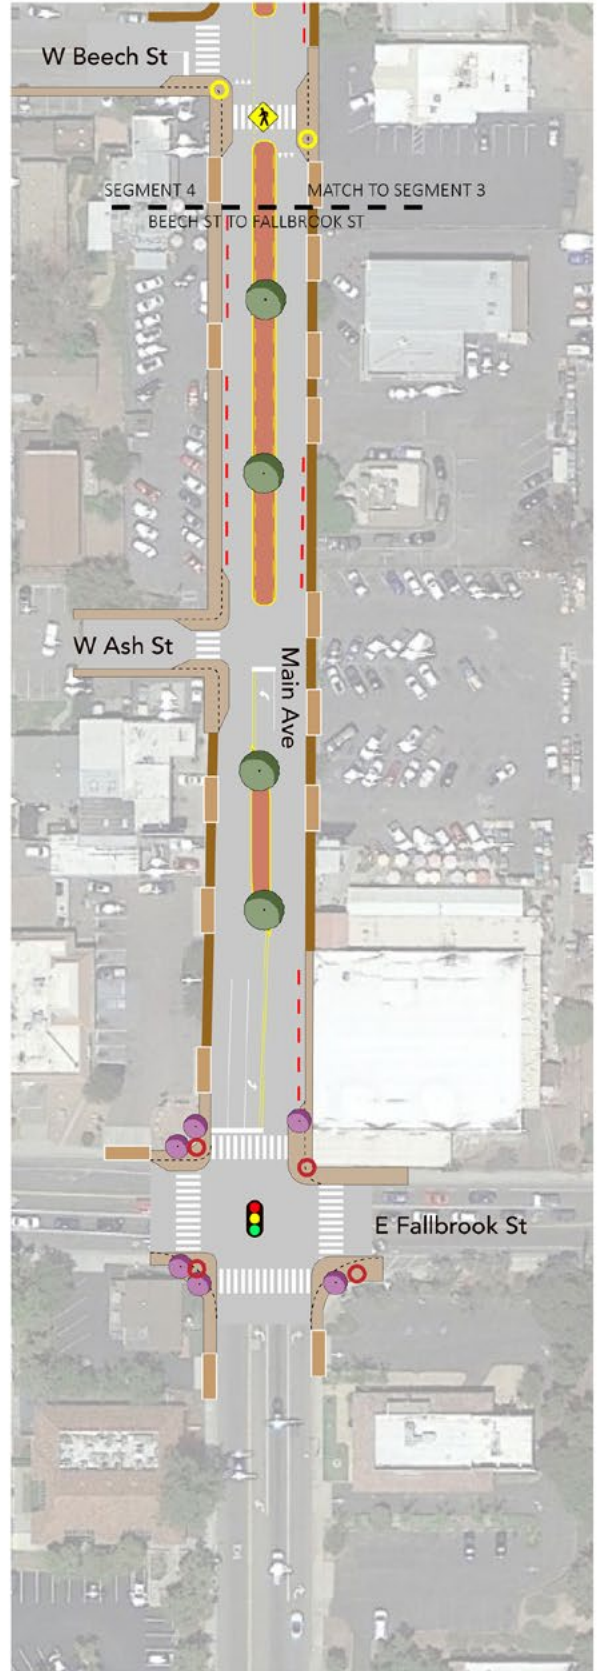 W Beech St
SEGMENT 4
MATCH TO SEGMENT 3
BEECH ST TO FALLBROOK ST
W Ash St
Main Ave
E Fallbrook St